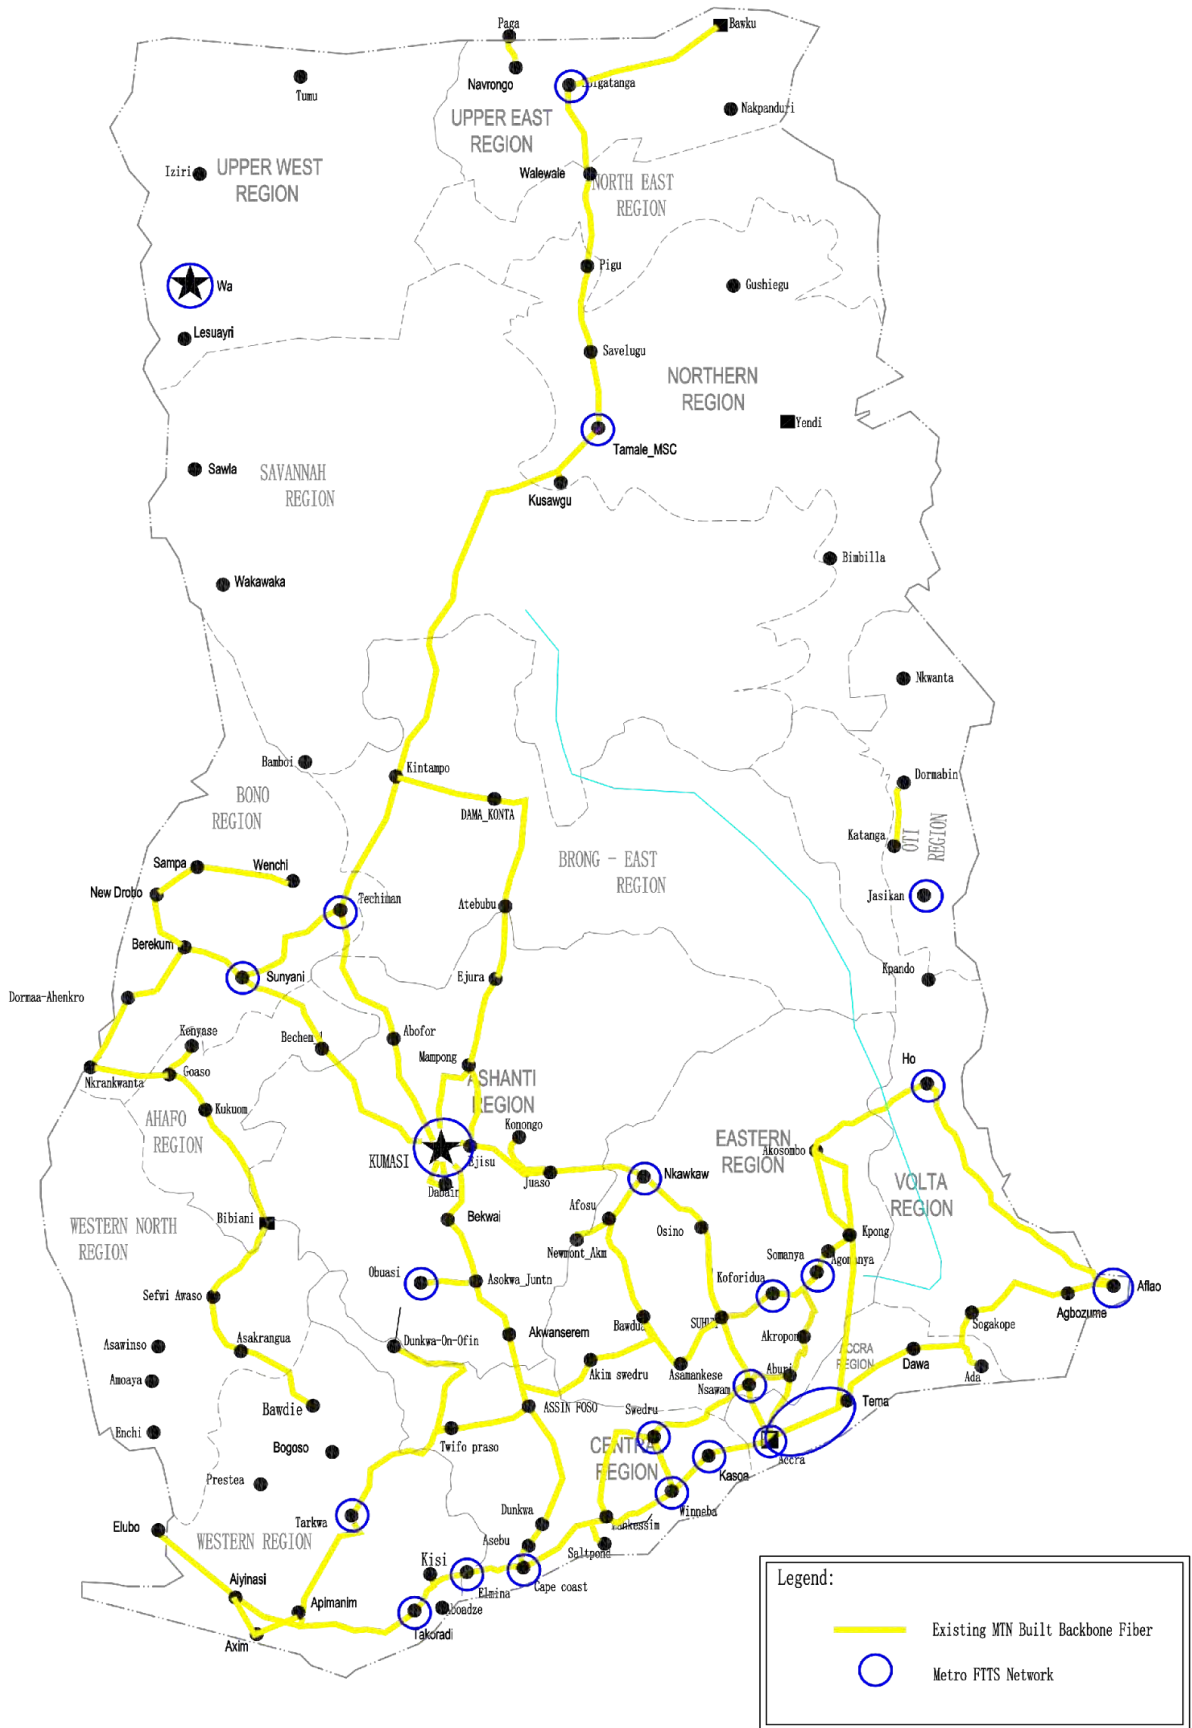 Paga
Bawku
Navrongo
Tumu
Nakpanduri
UPPER EAST
REGION
UPPER WEST
REGION
Iziri
Walewale
NORTH EAST
REGION
Pigu
Gushiegu
Wa
Lesuayri
Savelugu
NORTHERN
REGION
Yendi
Tamale_MSC
Sawla
SAVANNAH
REGION
Kusawgu
Bimbilla
Wakawaka
Nkwanta
Bamboi
Kintampo
Dormabin
BONO
REGION
DAMA_KONTA
Katanga
OTI
REGION
BRONG - EAST
REGION
Sampa
Wenchi
New Drobo
Techiman
Atebubu
Jasikan
Berekum
Sunyani
Ejura
Kpando
Dormaa-Ahenkro
Kenyase
Abofor
Mampong
Ho
Nkrankwanta
Goaso
ASHANTI
REGION
AHAFO
REGION
Kukuom
Konongo
EASTERN
REGION
Akosombo
KUMASI
Ejisu
Juaso
Nkawkaw
VOLTA
REGION
WESTERN NORTH
REGION
Bibiani
Bekwai
Afosu
Osino
Kpong
Newmont_Akm
Somanya
Agomanya
Obuasi
Asokwa_Juntn
Koforidua
Aflao
Agbozume
Sefwi Awaso
Sogakope
Bawdua
Akropon
Asawinso
Asakrangua
Dunkwa-On-Ofin
Akwanserem
ACCRA
REGION
Dawa
Ada
Amoaya
Akim swedru
Asamankese
Aburi
Nsawam
Bawdie
ASSIN FOSO
Tema
Enchi
Bogoso
Twifo praso
Swedru
CENTRAL
REGION
Kasoa
Accra
Prestea
Winneba
Elubo
WESTERN REGION
Tarkwa
Dunkwa
Asebu
Saltpond
Kisi
Elmina
Cape coast
Aiyinasi
Apimanim
Aboadze
Takoradi
Axim
Legend:
Existing MTN Built Backbone Fiber
Metro FTTS Network